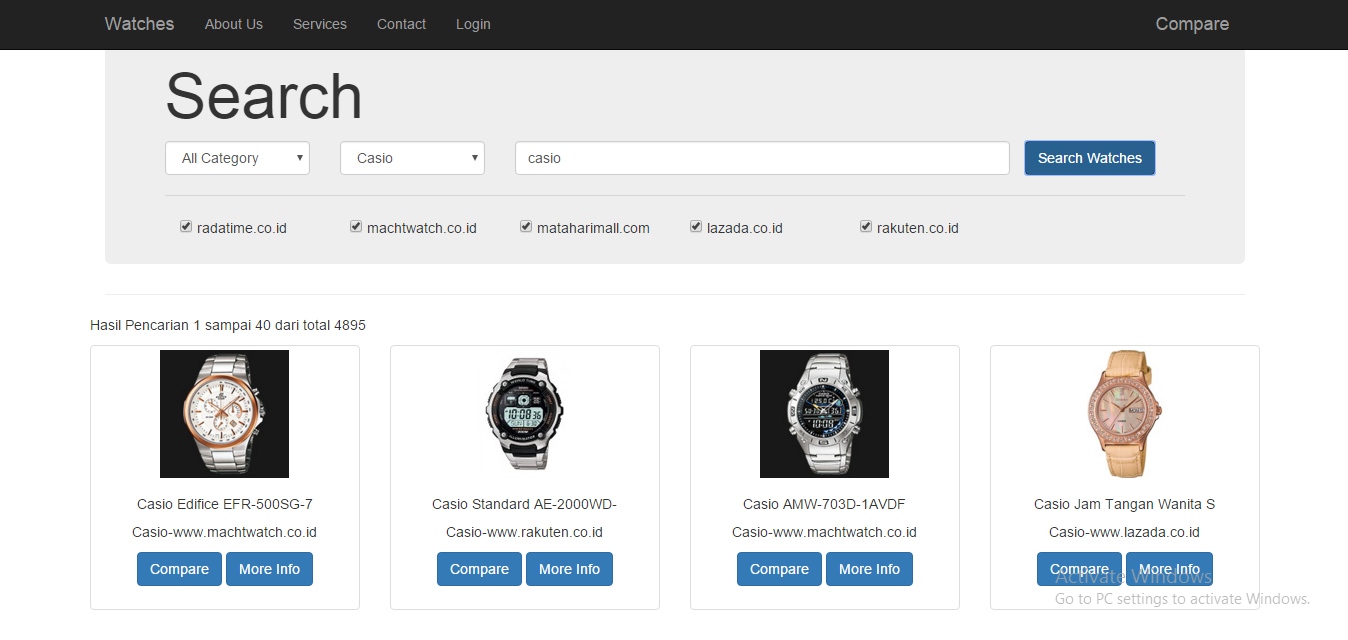 Watches About Us Services Contact Login Compare
Search
All Category Casio casio Search Watches
radatime.co.id machtwatch.co.id mataharimall.com lazada.co.id rakuten.co.id
Hasil Pencarian 1 sampai 40 dari total 4895
Casio Edifice EFR-500SG-7 Casio Standard AE-2000WD- Casio AMW-703D-1AVDF Casio Jam Tangan Wanita S
Casio-www.machtwatch.co.id Casio-www.rakuten.co.id Casio-www.machtwatch.co.id Casio-www.lazada.co.id
Compare More Info Compare More Info Compare More Info Compare More Info
Activate Windows
Go to PC settings to activate Windows.